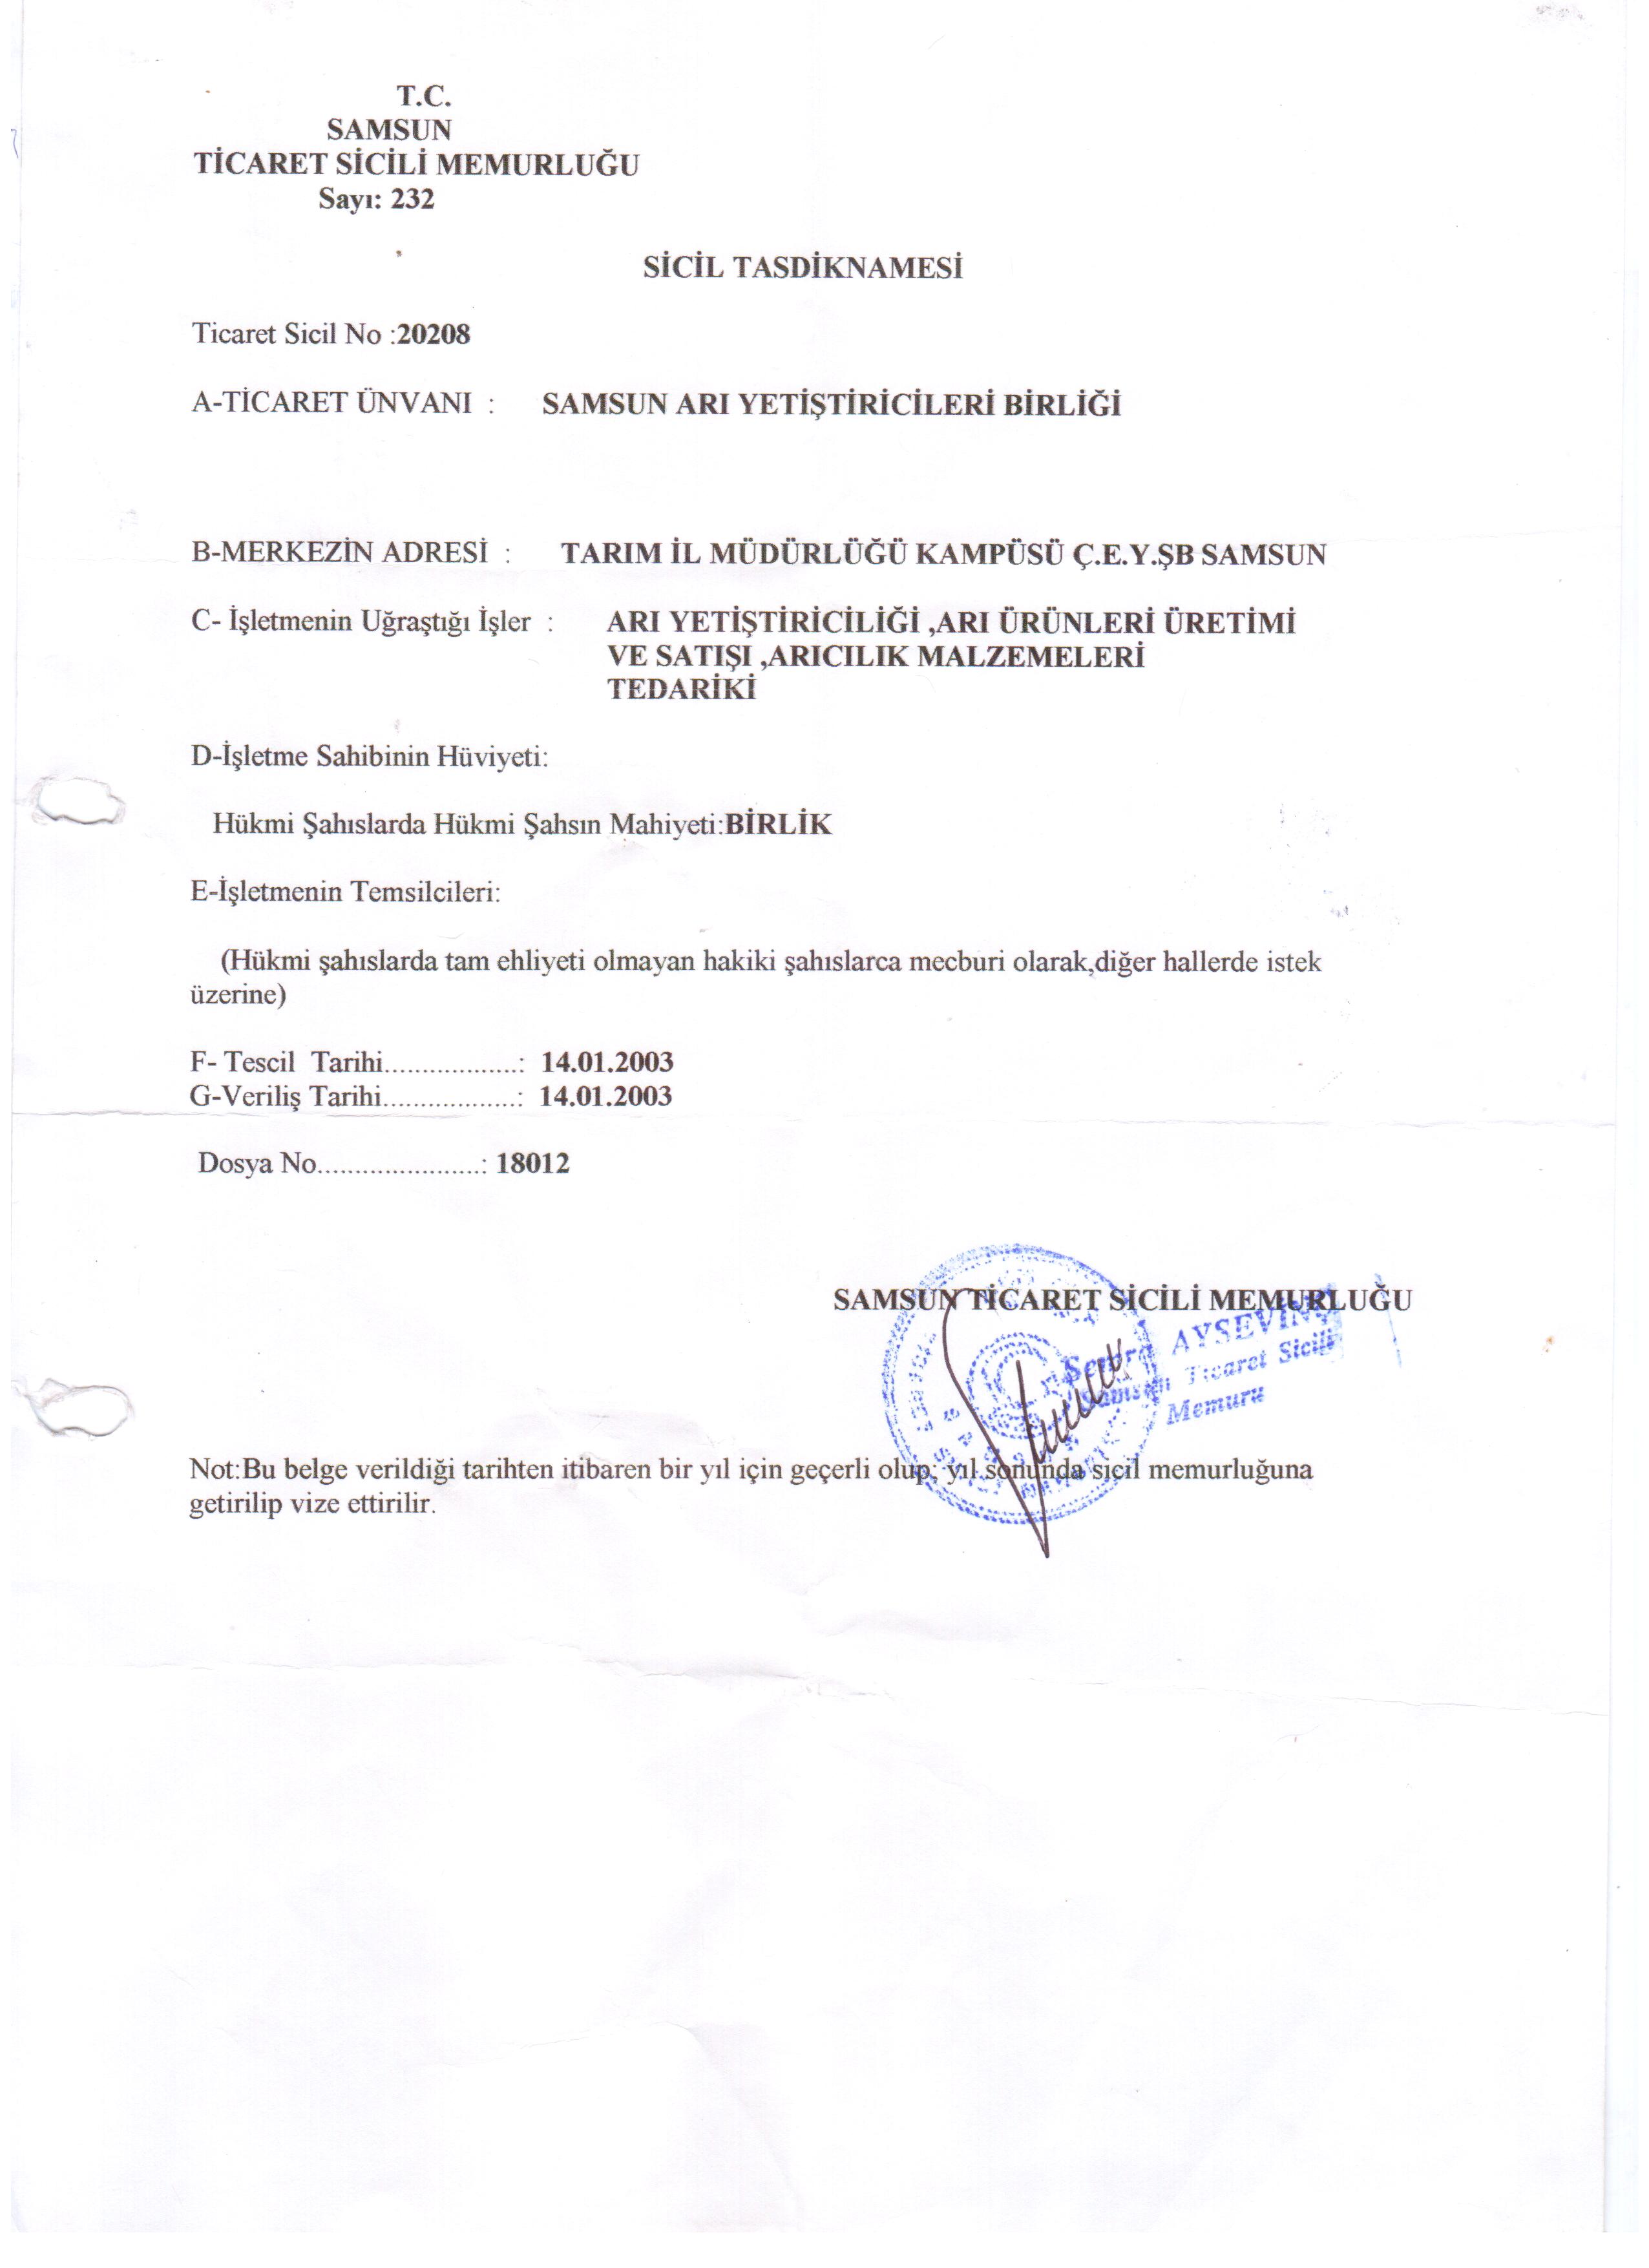 T.C.
SAMSUN
TİCARET SİCİLİ MEMURLUĞU
Sayı: 232
SİCİL TASDİKNAMESİ
Ticaret Sicil No :20208
A-TİCARET ÜNVANI : SAMSUN ARI YETİŞTİRİCİLERİ BİRLİĞİ
B-MERKEZİN ADRESİ : TARIM İL MÜDÜRLÜĞÜ KAMPÜSÜ Ç.E.Y.ŞB SAMSUN
C- İşletmenin Uğraştığı İşler : ARI YETİŞTİRİCİLİĞİ ,ARI ÜRÜNLERİ ÜRETİMİ
VE SATIŞI ,ARICILIK MALZEMELERİ
TEDARİKİ
D-İşletme Sahibinin Hüviyeti:
Hükmi Şahıslarda Hükmi Şahsın Mahiyeti:BİRLİK
E-İşletmenin Temsilcileri:
(Hükmi şahıslarda tam ehliyeti olmayan hakiki şahıslarca mecburi olarak,diğer hallerde istek
üzerine)
F- Tescil Tarihi..................: 14.01.2003
G-Veriliş Tarihi..................: 14.01.2003
Dosya No......................: 18012
SAMSUN TİCARET SİCİLİ MEMURLUĞU
AYSEVİNÇ
Samsun Ticaret Sicili
Memuru
Not:Bu belge verildiği tarihten itibaren bir yıl için geçerli olup, yıl sonunda sicil memurluğuna
getirilip vize ettirilir.